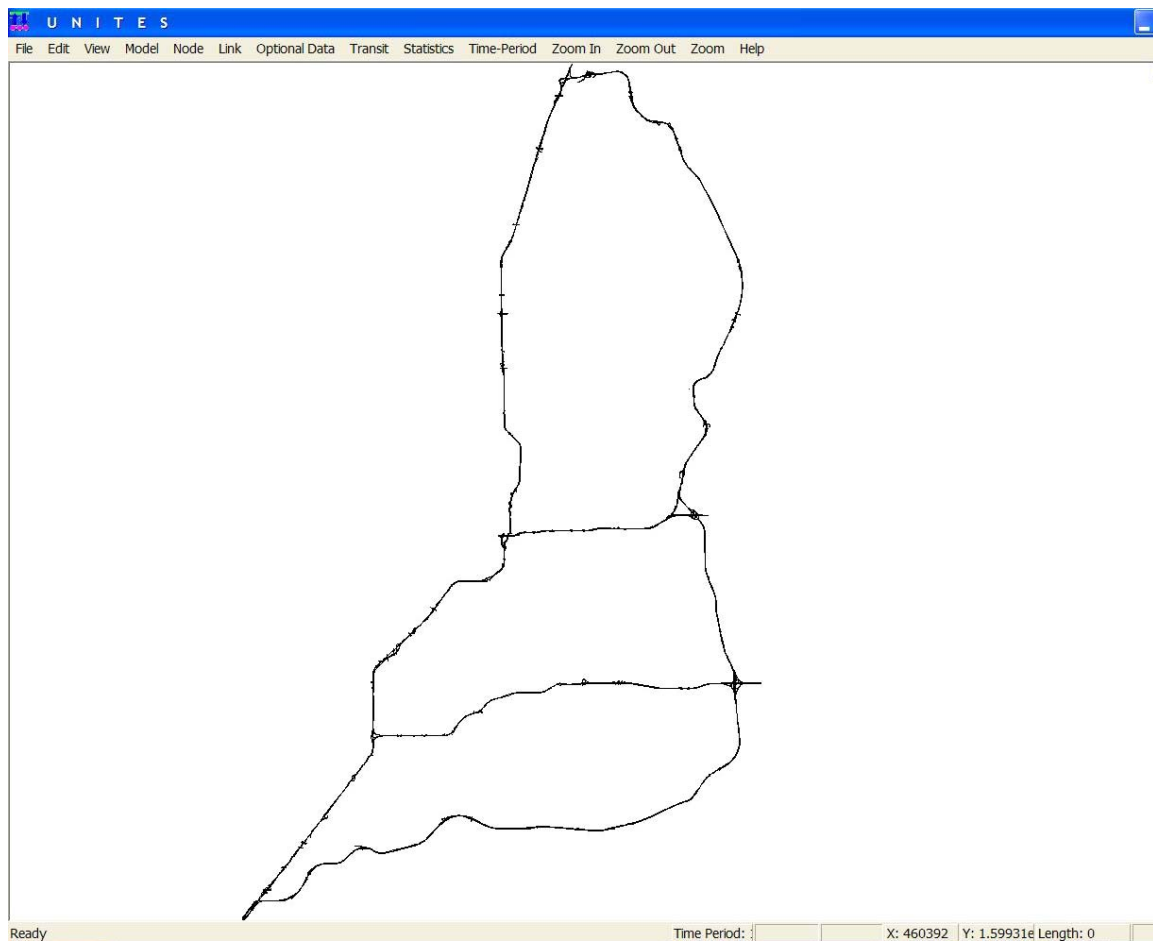 U N I T E S
File Edit View Model Node Link Optional Data Transit Statistics Time-Period Zoom In Zoom Out Zoom Help
Ready Time Period: X: 460392 Y: 1.59931e Length: 0